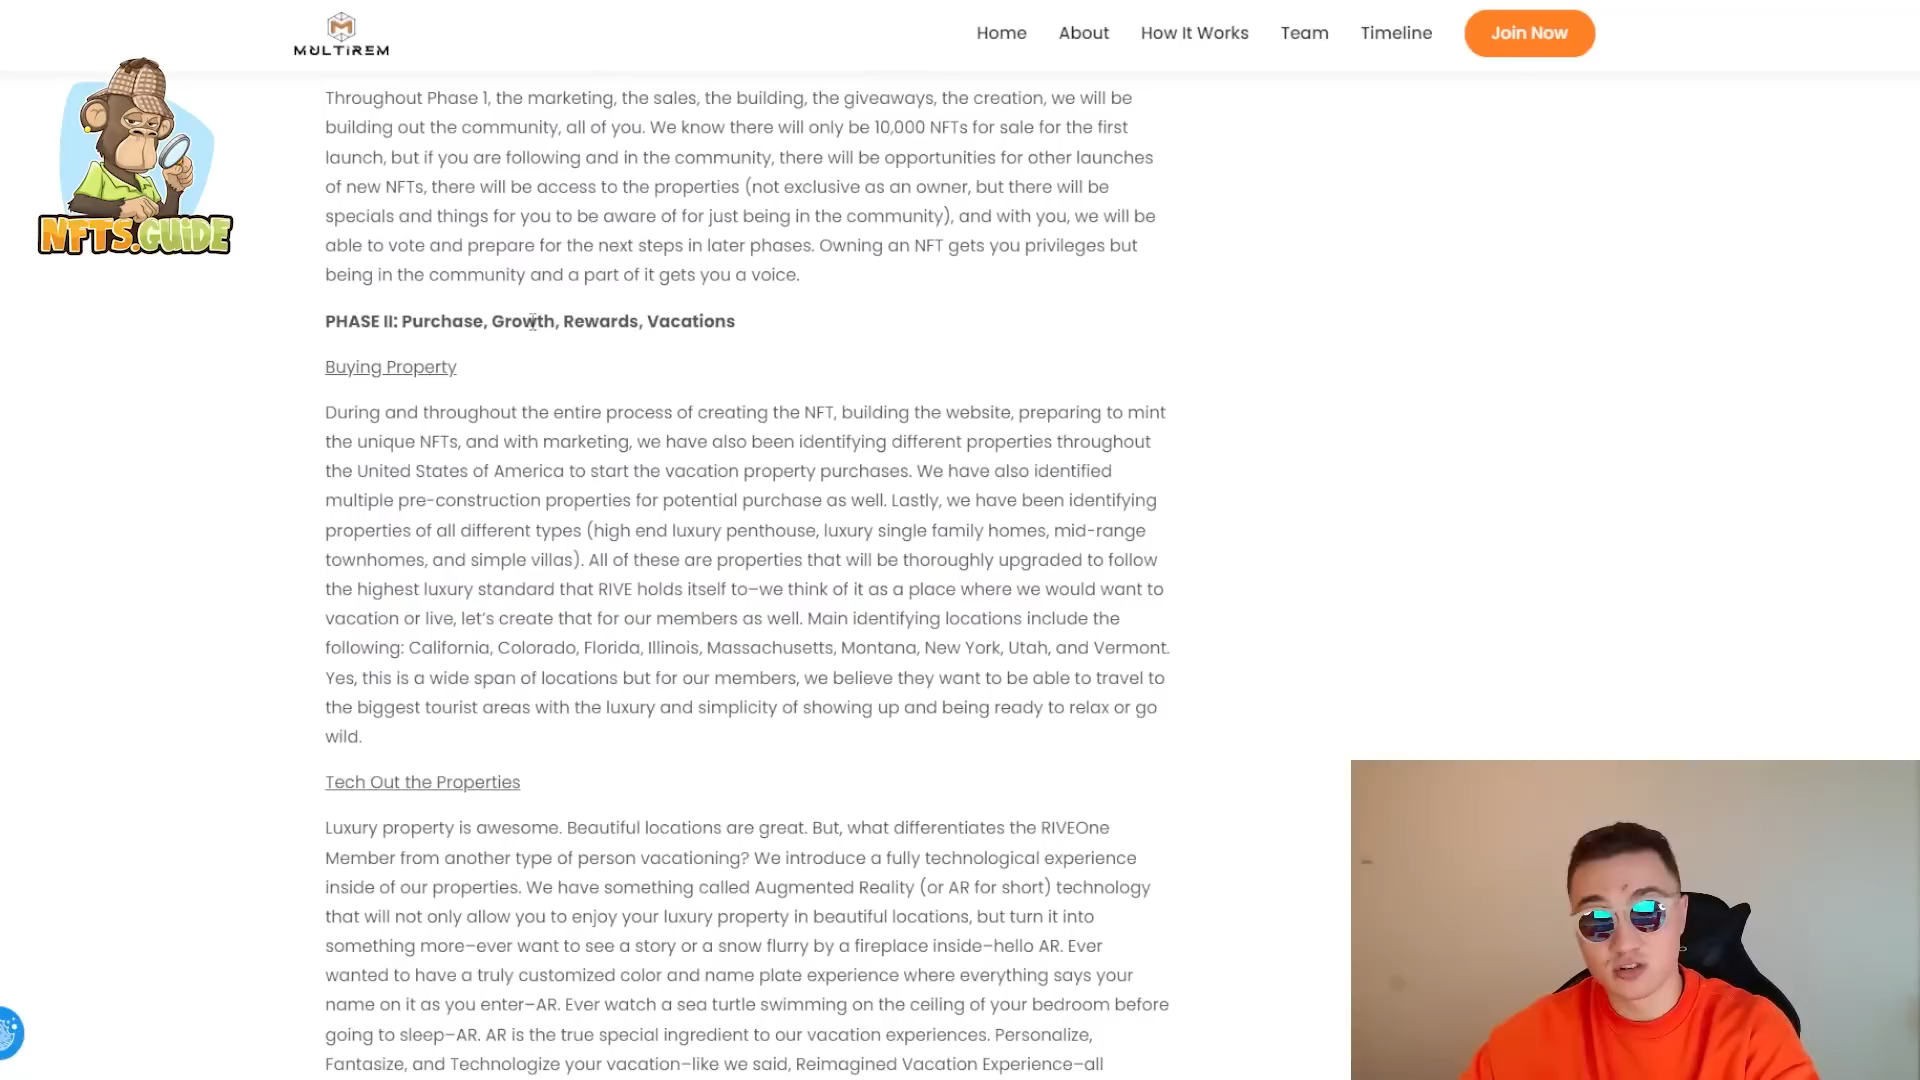 MULTIREM
Home
About
How It Works
Team
Timeline
Join Now
NFTS.GUIDE
Throughout Phase 1, the marketing, the sales, the building, the giveaways, the creation, we will be
building out the community, all of you. We know there will only be 10,000 NFTs for sale for the first
launch, but if you are following and in the community, there will be opportunities for other launches
of new NFTs, there will be access to the properties (not exclusive as an owner, but there will be
specials and things for you to be aware of for just being in the community), and with you, we will be
able to vote and prepare for the next steps in later phases. Owning an NFT gets you privileges but
being in the community and a part of it gets you a voice.
PHASE II: Purchase, Growth, Rewards, Vacations
Buying Property
During and throughout the entire process of creating the NFT, building the website, preparing to mint
the unique NFTs, and with marketing, we have also been identifying different properties throughout
the United States of America to start the vacation property purchases. We have also identified
multiple pre-construction properties for potential purchase as well. Lastly, we have been identifying
properties of all different types (high end luxury penthouse, luxury single family homes, mid-range
townhomes, and simple villas). All of these are properties that will be thoroughly upgraded to follow
the highest luxury standard that RIVE holds itself to–we think of it as a place where we would want to
vacation or live, let’s create that for our members as well. Main identifying locations include the
following: California, Colorado, Florida, Illinois, Massachusetts, Montana, New York, Utah, and Vermont.
Yes, this is a wide span of locations but for our members, we believe they want to be able to travel to
the biggest tourist areas with the luxury and simplicity of showing up and being ready to relax or go
wild.
Tech Out the Properties
Luxury property is awesome. Beautiful locations are great. But, what differentiates the RIVEOne
Member from another type of person vacationing? We introduce a fully technological experience
inside of our properties. We have something called Augmented Reality (or AR for short) technology
that will not only allow you to enjoy your luxury property in beautiful locations, but turn it into
something more–ever want to see a story or a snow flurry by a fireplace inside–hello AR. Ever
wanted to have a truly customized color and name plate experience where everything says your
name on it as you enter–AR. Ever watch a sea turtle swimming on the ceiling of your bedroom before
going to sleep–AR. AR is the true special ingredient to our vacation experiences. Personalize,
Fantasize, and Technologize your vacation–like we said, Reimagined Vacation Experience–all